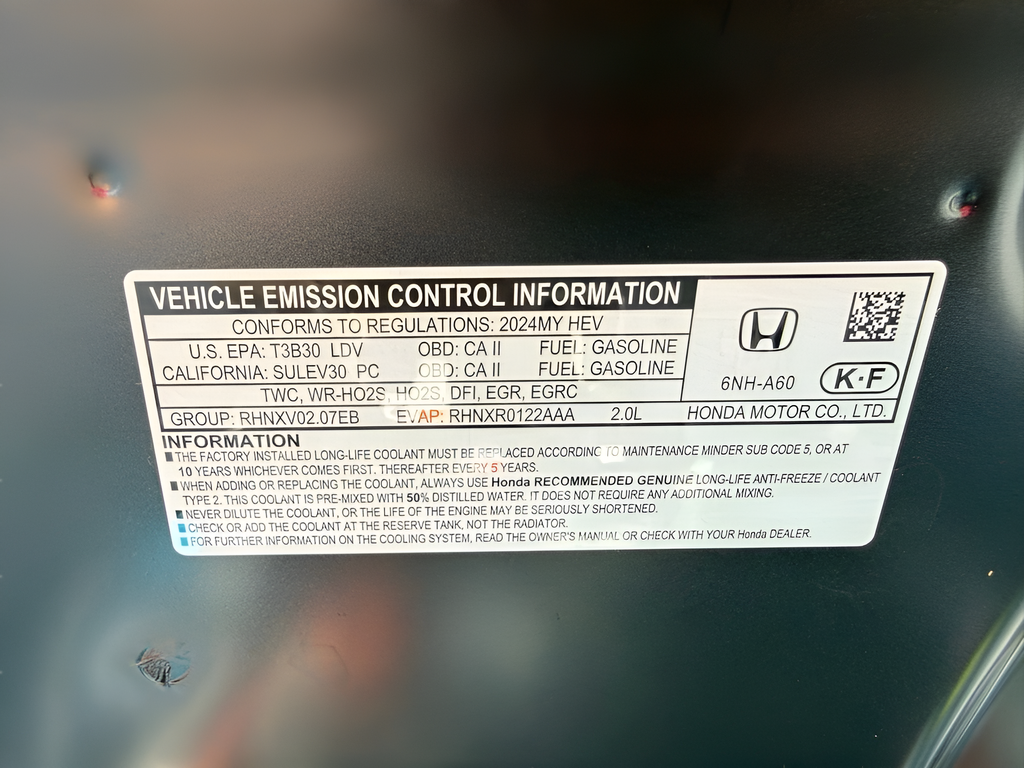 VEHICLE EMISSION CONTROL INFORMATION
CONFORMS TO REGULATIONS: 2024MY HEV
U.S. EPA: T3B30 LDV OBD: CA II FUEL: GASOLINE
CALIFORNIA: SULEV30 PC OBD: CA II FUEL: GASOLINE
TWC, WR-HO2S, HO2S, DFI, EGR, EGRC
6NH-A60 K·F
GROUP: RHNXV02.07EB EVAP: RHNXR0122AAA 2.0L HONDA MOTOR CO., LTD.
INFORMATION
■ THE FACTORY INSTALLED LONG-LIFE COOLANT MUST BE REPLACED ACCORDING TO MAINTENANCE MINDER SUB CODE 5, OR AT
10 YEARS WHICHEVER COMES FIRST. THEREAFTER EVERY 5 YEARS.
■ WHEN ADDING OR REPLACING THE COOLANT, ALWAYS USE Honda RECOMMENDED GENUINE LONG-LIFE ANTI-FREEZE / COOLANT
TYPE 2. THIS COOLANT IS PRE-MIXED WITH 50% DISTILLED WATER. IT DOES NOT REQUIRE ANY ADDITIONAL MIXING.
■ NEVER DILUTE THE COOLANT, OR THE LIFE OF THE ENGINE MAY BE SERIOUSLY SHORTENED.
■ CHECK OR ADD THE COOLANT AT THE RESERVE TANK, NOT THE RADIATOR.
■ FOR FURTHER INFORMATION ON THE COOLING SYSTEM, READ THE OWNER'S MANUAL OR CHECK WITH YOUR Honda DEALER.